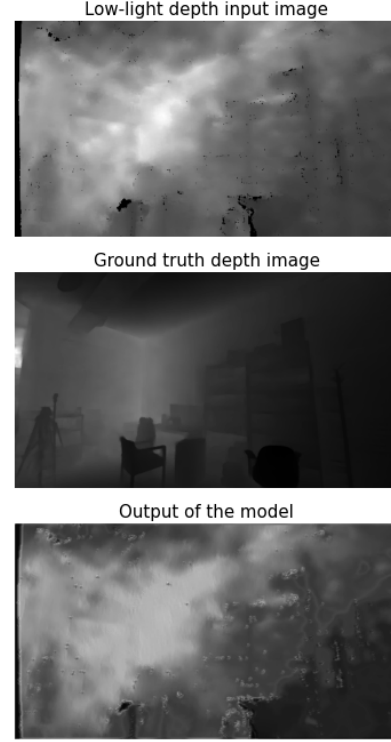 Low-light depth input image
Ground truth depth image
Output of the model